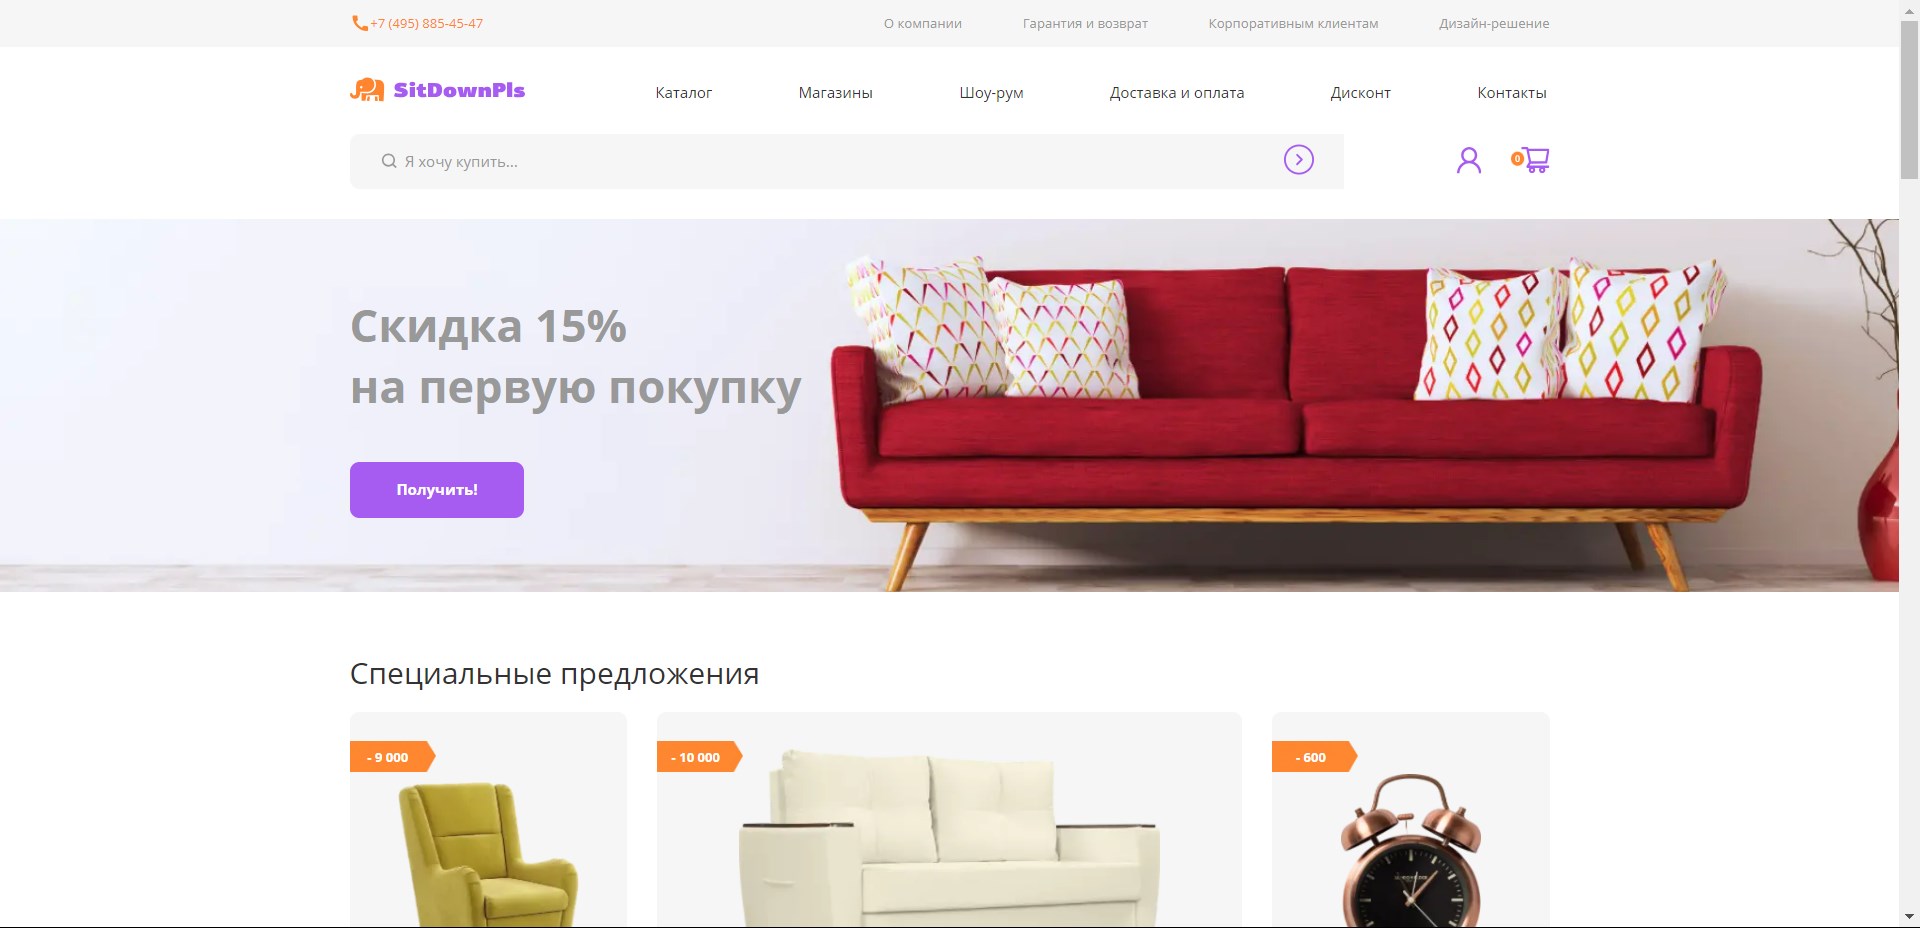 +7 (495) 885-45-47 О компании Гарантия и возврат Корпоративным клиентам Дизайн-решение
SitDownPls Каталог Магазины Шоу-рум Доставка и оплата Дисконт Контакты
Я хочу купить...
0
Скидка 15%
на первую покупку
Получить!
Специальные предложения
- 9 000 - 10 000 - 600